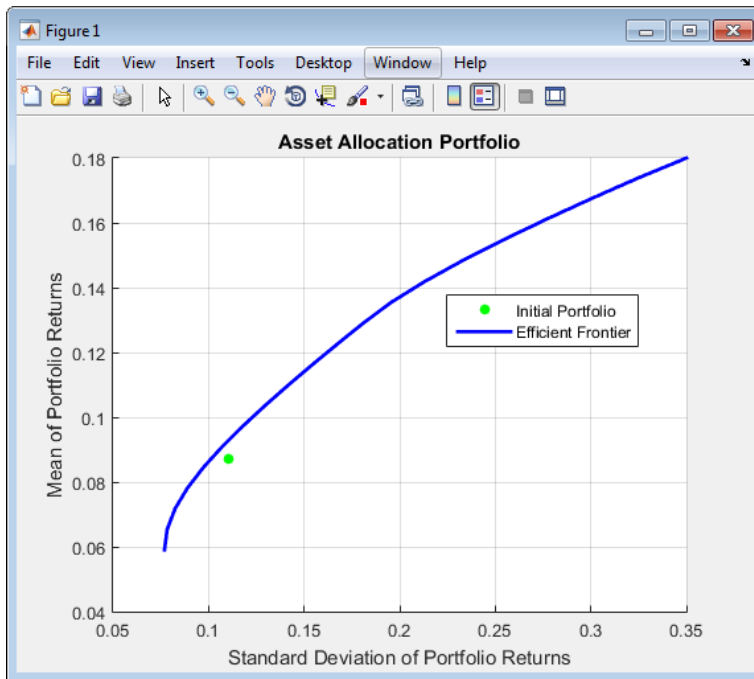 Figure 1
File Edit View Insert Tools Desktop Window Help
Asset Allocation Portfolio
0.18
0.16
0.14
0.12
0.1
0.08
0.06
0.04
Mean of Portfolio Returns
Initial Portfolio
Efficient Frontier
0.05 0.1 0.15 0.2 0.25 0.3 0.35
Standard Deviation of Portfolio Returns